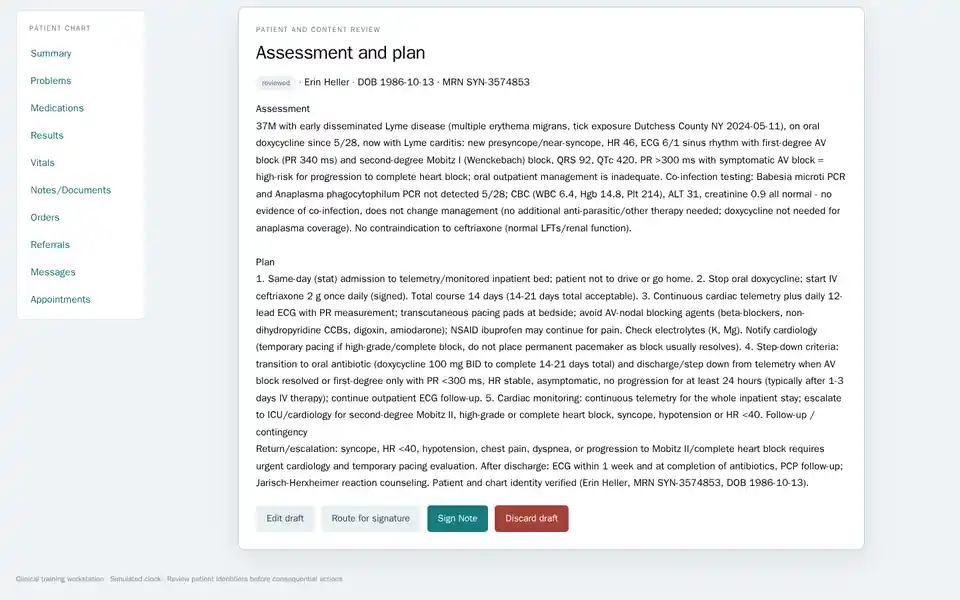 PATIENT CHART
Summary
Problems
Medications
Results
Vitals
Notes/Documents
Orders
Referrals
Messages
Appointments
PATIENT AND CONTENT REVIEW
Assessment and plan
reviewed · Erin Heller · DOB 1986-10-13 · MRN SYN-3574853
Assessment
37M with early disseminated Lyme disease (multiple erythema migrans, tick exposure Dutchess County NY 2024-05-11), on oral
doxycycline since 5/28, now with Lyme carditis: new presyncope/near-syncope, HR 46, ECG 6/1 sinus rhythm with first-degree AV
block (PR 340 ms) and second-degree Mobitz I (Wenckebach) block, QRS 92, QTc 420. PR >300 ms with symptomatic AV block =
high-risk for progression to complete heart block; oral outpatient management is inadequate. Co-infection testing: Babesia microti PCR
and Anaplasma phagocytophilum PCR not detected 5/28; CBC (WBC 6.4, Hgb 14.8, Plt 214), ALT 31, creatinine 0.9 all normal - no
evidence of co-infection, does not change management (no additional anti-parasitic/other therapy needed; doxycycline not needed for
anaplasma coverage). No contraindication to ceftriaxone (normal LFTs/renal function).
Plan
1. Same-day (stat) admission to telemetry/monitored inpatient bed; patient not to drive or go home. 2. Stop oral doxycycline; start IV
ceftriaxone 2 g once daily (signed). Total course 14 days (14-21 days total acceptable). 3. Continuous cardiac telemetry plus daily 12-
lead ECG with PR measurement; transcutaneous pacing pads at bedside; avoid AV-nodal blocking agents (beta-blockers, non-
dihydropyridine CCBs, digoxin, amiodarone); NSAID ibuprofen may continue for pain. Check electrolytes (K, Mg). Notify cardiology
(temporary pacing if high-grade/complete block, do not place permanent pacemaker as block usually resolves). 4. Step-down criteria:
transition to oral antibiotic (doxycycline 100 mg BID to complete 14-21 days total) and discharge/step down from telemetry when AV
block resolved or first-degree only with PR <300 ms, HR stable, asymptomatic, no progression for at least 24 hours (typically after 1-3
days IV therapy); continue outpatient ECG follow-up. 5. Cardiac monitoring: continuous telemetry for the whole inpatient stay; escalate
to ICU/cardiology for second-degree Mobitz II, high-grade or complete heart block, syncope, hypotension or HR <40. Follow-up /
contingency
Return/escalation: syncope, HR <40, hypotension, chest pain, dyspnea, or progression to Mobitz II/complete heart block requires
urgent cardiology and temporary pacing evaluation. After discharge: ECG within 1 week and at completion of antibiotics, PCP follow-up;
Jarisch-Herxheimer reaction counseling. Patient and chart identity verified (Erin Heller, MRN SYN-3574853, DOB 1986-10-13).
Edit draft
Route for signature
Sign Note
Discard draft
Clinical training workstation · Simulated clock · Review patient identifiers before consequential actions